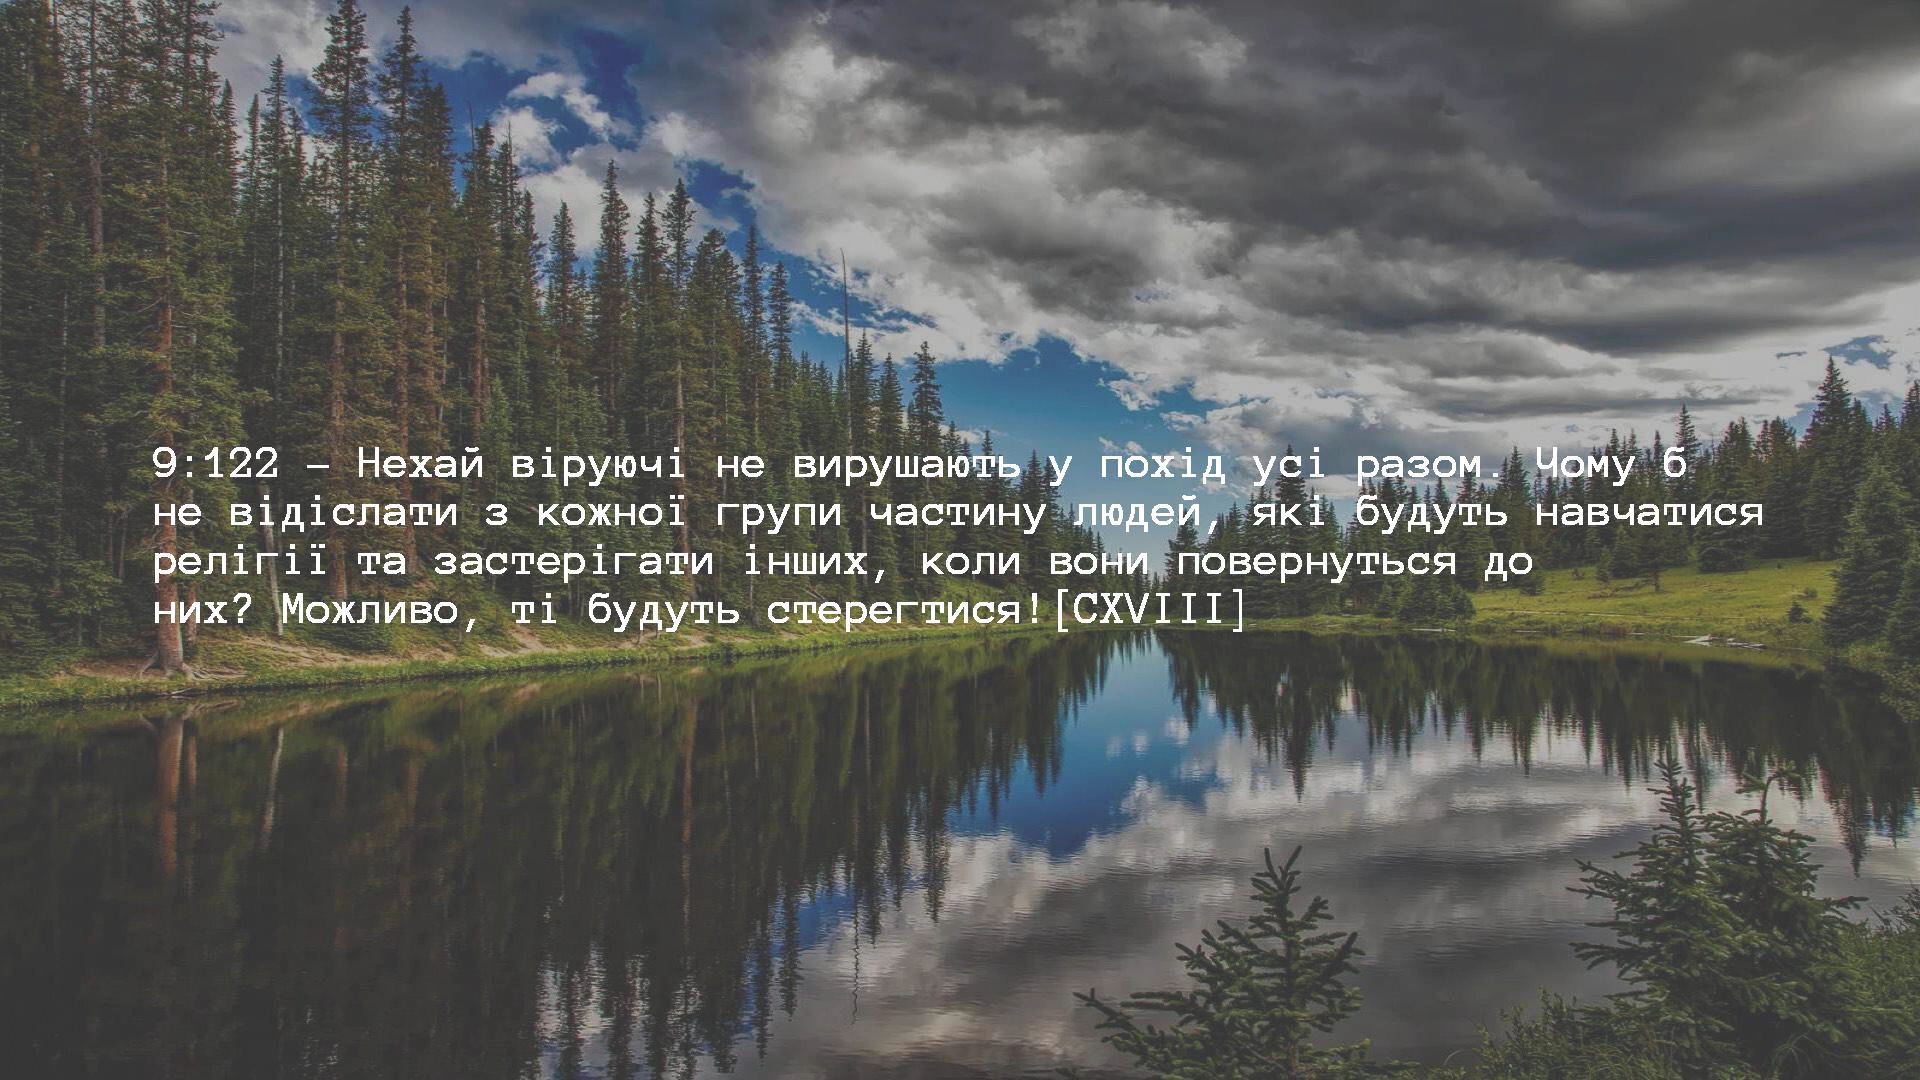 9:122 – Нехай віруючі не вирушають у похід усі разом. Чому б
не відіслати з кожної групи частину людей, які будуть навчатися
релігії та застерігати інших, коли вони повернуться до
них? Можливо, ті будуть стерегтися![CXVIII]